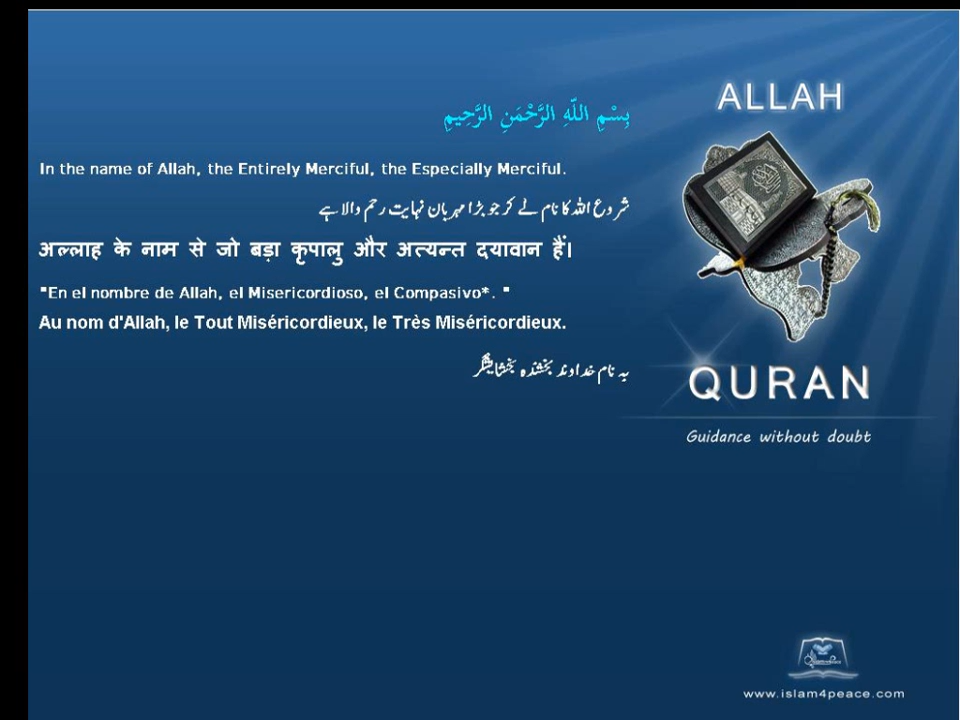 بِسْمِ اللّهِ الرَّحْمَنِ الرَّحِيمِ
In the name of Allah, the Entirely Merciful, the Especially Merciful.
شروع الله کا نام لے کر جو بڑا مہربان نہایت رحم والا ہے
अल्लाह के नाम से जो बड़ा कृपालु और अत्यन्त दयावान हैं।
"En el nombre de Allah, el Misericordioso, el Compasivo*. "
Au nom d'Allah, le Tout Miséricordieux, le Très Miséricordieux.
به نام خداوند بخشنده بخشایشگر
ALLAH
QURAN
Guidance without doubt
www.islam4peace.com